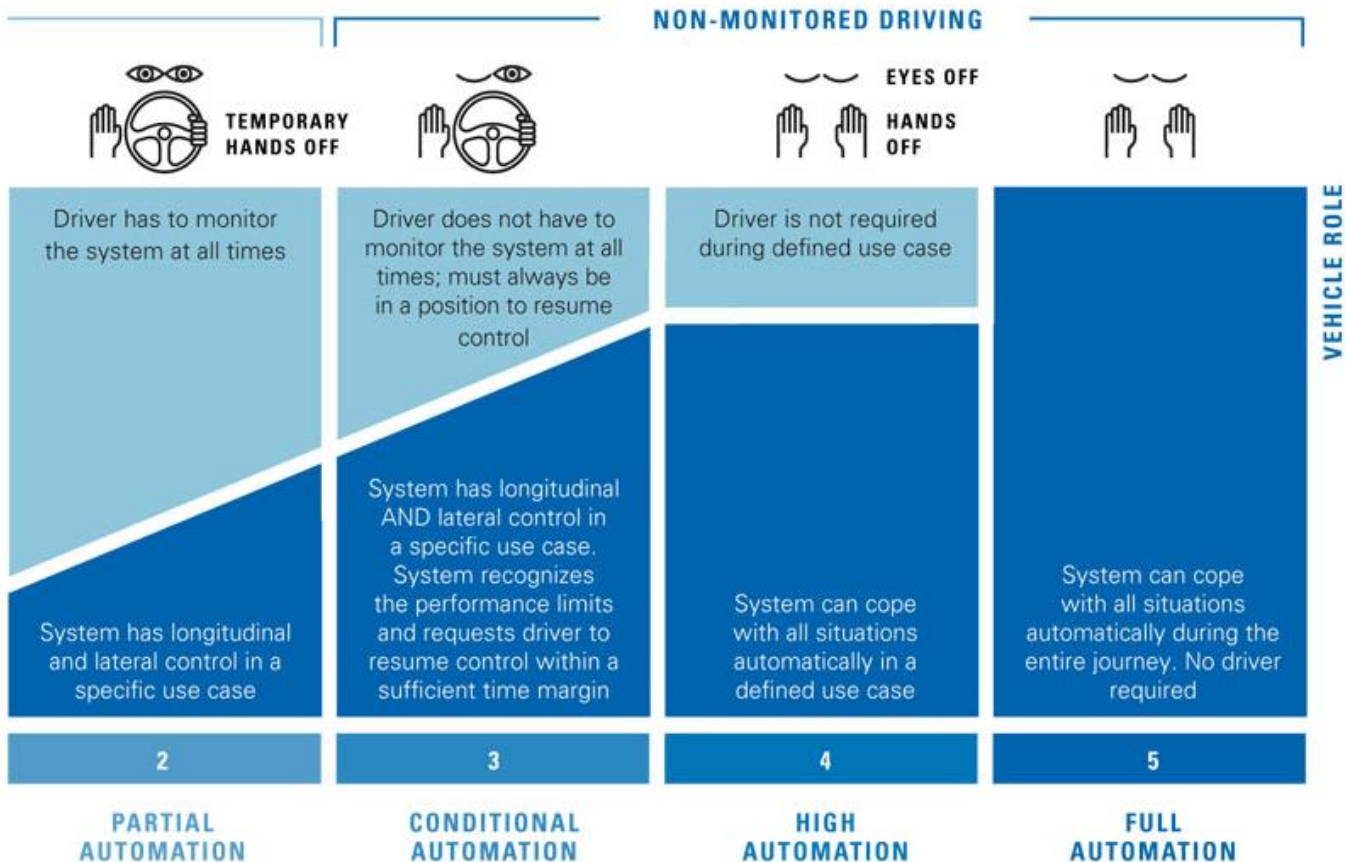 NON-MONITORED DRIVING
TEMPORARY
HANDS OFF
EYES OFF
HANDS
OFF
Driver has to monitor
the system at all times
Driver does not have to
monitor the system at all
times; must always be
in a position to resume
control
Driver is not required
during defined use case
VEHICLE ROLE
System has longitudinal
and lateral control in a
specific use case
System has longitudinal
AND lateral control in
a specific use case.
System recognizes
the performance limits
and requests driver to
resume control within a
sufficient time margin
System can cope
with all situations
automatically in a
defined use case
System can cope
with all situations
automatically during the
entire journey. No driver
required
2
3
4
5
PARTIAL
AUTOMATION
CONDITIONAL
AUTOMATION
HIGH
AUTOMATION
FULL
AUTOMATION